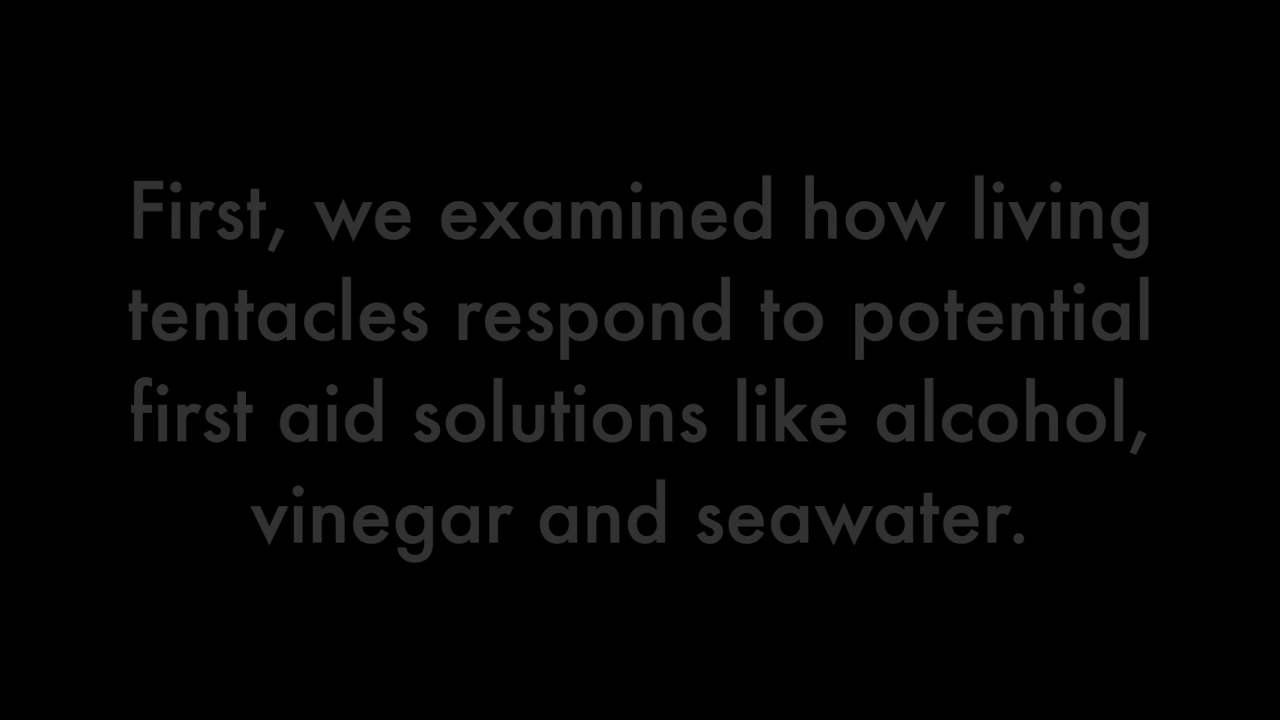 First, we examined how living
tentacles respond to potential
first aid solutions like alcohol,
vinegar and seawater.